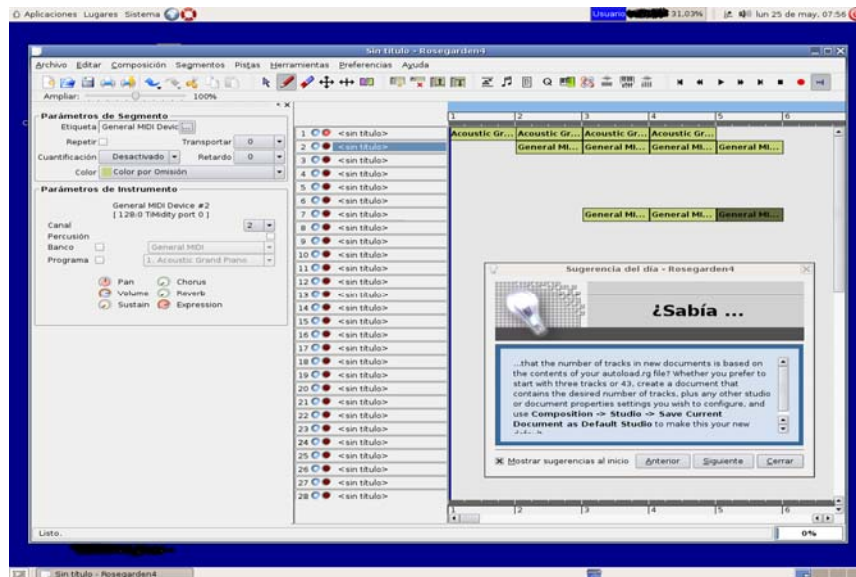 Aplicaciones Lugares Sistema
Usuario 31,03% lun 25 de may, 07:56
Sin título - Rosegarden4
Archivo Editar Composición Segmentos Pistas Herramientas Preferencias Ayuda
Ampliar: 100%
Parámetros de Segmento
Etiqueta General MIDI Devic ...
Repetir Transportar 0
Cuantificación Desactivado Retardo 0
Color Color por Omisión
Parámetros de Instrumento
General MIDI Device #2
[ 128:0 TiMidity port 0 ]
Canal 2
Percusión
Banco General MIDI
Programa 1. Acoustic Grand Piano
Pan Chorus
Volume Reverb
Sustain Expression
1 2 3 4 5 6
1 <sin título> Acoustic Gr... Acoustic Gr... Acoustic Gr... Acoustic Gr...
2 <sin título> General MI... General MI... General MI... General MI...
3 <sin título>
4 <sin título>
5 <sin título>
6 <sin título>
7 <sin título> General MI... General MI... General MI...
8 <sin título>
9 <sin título>
10 <sin título>
11 <sin título>
12 <sin título>
13 <sin título>
14 <sin título>
15 <sin título>
16 <sin título>
17 <sin título>
18 <sin título>
19 <sin título>
20 <sin título>
21 <sin título>
22 <sin título>
23 <sin título>
24 <sin título>
25 <sin título>
26 <sin título>
27 <sin título>
28 <sin título>
Sugerencia del día - Rosegarden4
¿Sabía ...
...that the number of tracks in new documents is based on
the contents of your autoload.rg file? Whether you prefer to
start with three tracks or 43, create a document that
contains the desired number of tracks, plus any other studio
or document properties settings you wish to configure, and
use Composition -> Studio -> Save Current
Document as Default Studio to make this your new
Mostrar sugerencias al inicio Anterior Siguiente Cerrar
1 2 3 4 5 6
Listo. 0%
Sin título - Rosegarden4